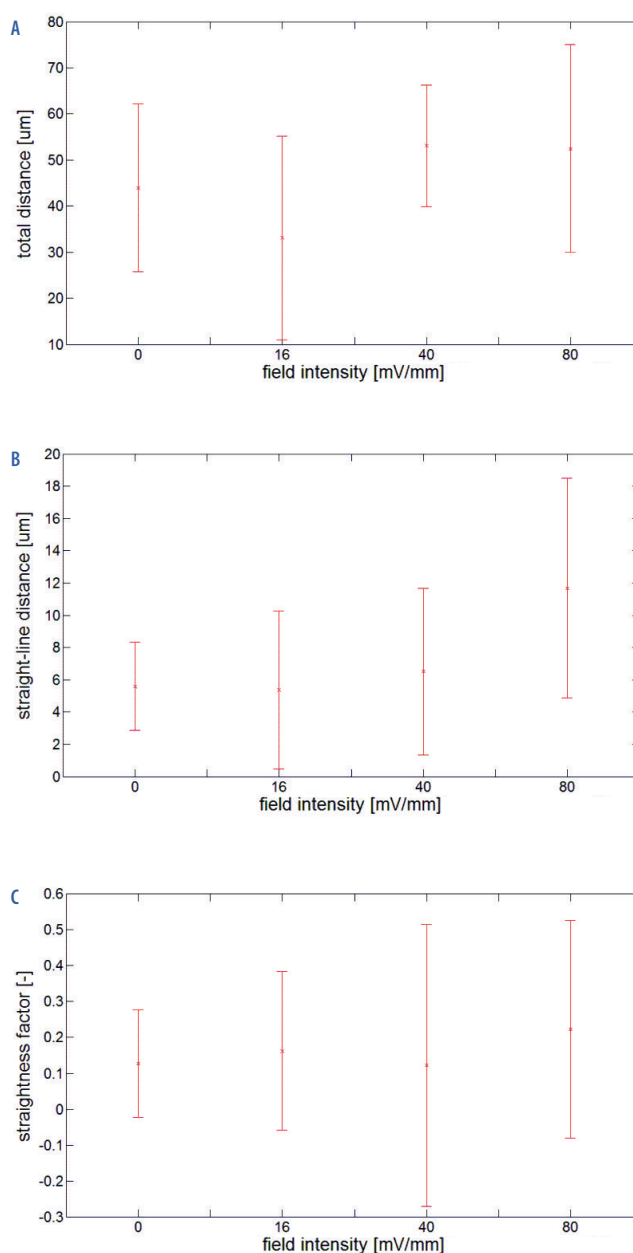 A
80
70
60
50
40
30
20
10
total distance [um]
0 16 40 80
field intensity [mV/mm]
B
20
18
16
14
12
10
8
6
4
2
0
straight-line distance [um]
0 16 40 80
field intensity [mV/mm]
C
0.6
0.5
0.4
0.3
0.2
0.1
0
-0.1
-0.2
-0.3
straightness factor [-]
0 16 40 80
field intensity [mV/mm]